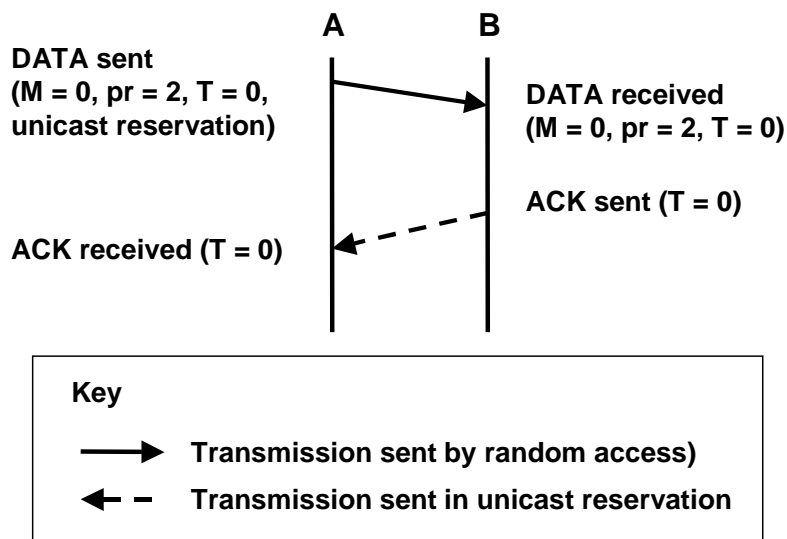 A B
DATA sent
(M = 0, pr = 2, T = 0,
unicast reservation)
DATA received
(M = 0, pr = 2, T = 0)
ACK sent (T = 0)
ACK received (T = 0)
Key
Transmission sent by random access)
Transmission sent in unicast reservation